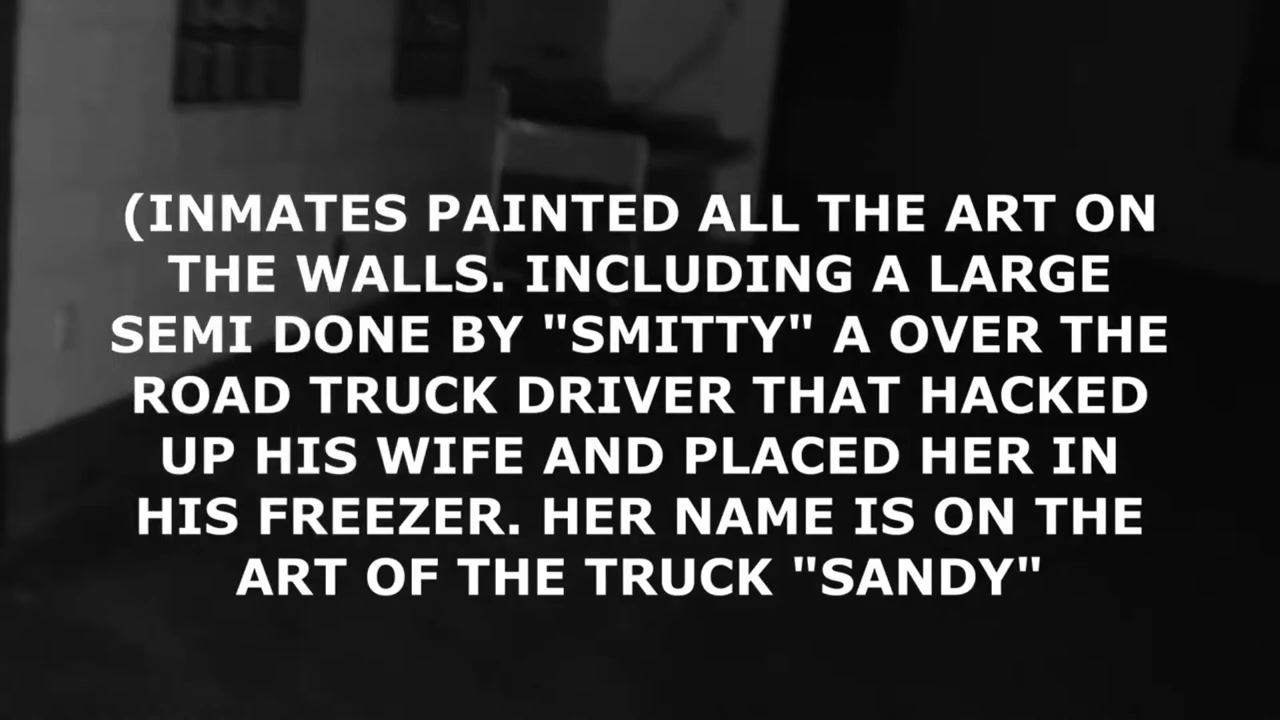 (INMATES PAINTED ALL THE ART ON
THE WALLS. INCLUDING A LARGE
SEMI DONE BY "SMITTY" A OVER THE
ROAD TRUCK DRIVER THAT HACKED
UP HIS WIFE AND PLACED HER IN
HIS FREEZER. HER NAME IS ON THE
ART OF THE TRUCK "SANDY"